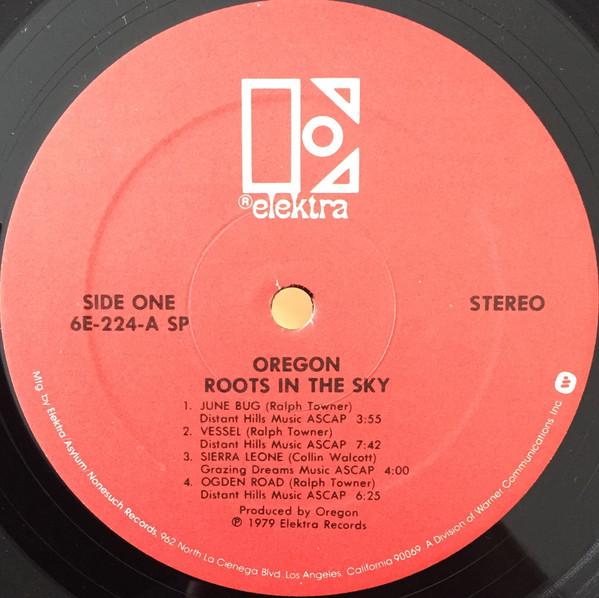 ® elektra
SIDE ONE
6E-224-A SP
STEREO
OREGON
ROOTS IN THE SKY
1. JUNE BUG (Ralph Towner)
Distant Hills Music ASCAP 3:55
2. VESSEL (Ralph Towner)
Distant Hills Music ASCAP 7:42
3. SIERRA LEONE (Collin Walcott)
Grazing Dreams Music ASCAP 4:00
4. OGDEN ROAD (Ralph Towner)
Distant Hills Music ASCAP 6:25
Produced by Oregon
℗ 1979 Elektra Records
Mfg. by Elektra/Asylum/Nonesuch Records, 962 North La Cienega Blvd. Los Angeles, California 90069 A Division of Warner Communications, Inc.